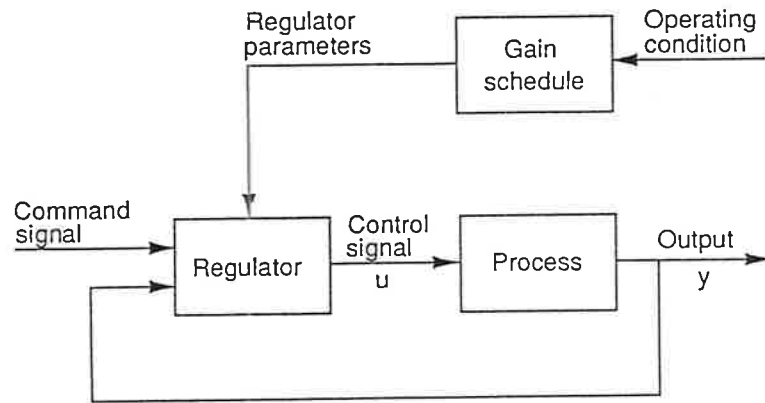 Regulator
parameters
Gain
schedule
Operating
condition
Command
signal
Regulator
Control
signal
u
Process
Output
y